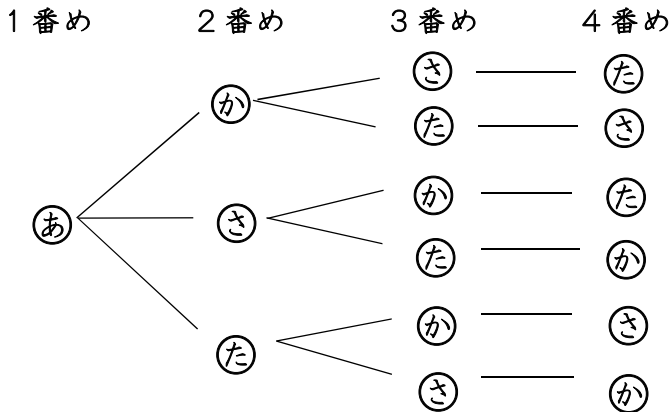 1番め 2番め 3番め 4番め
さ た
か
た さ
か た
あ さ
た か
か さ
た
さ か